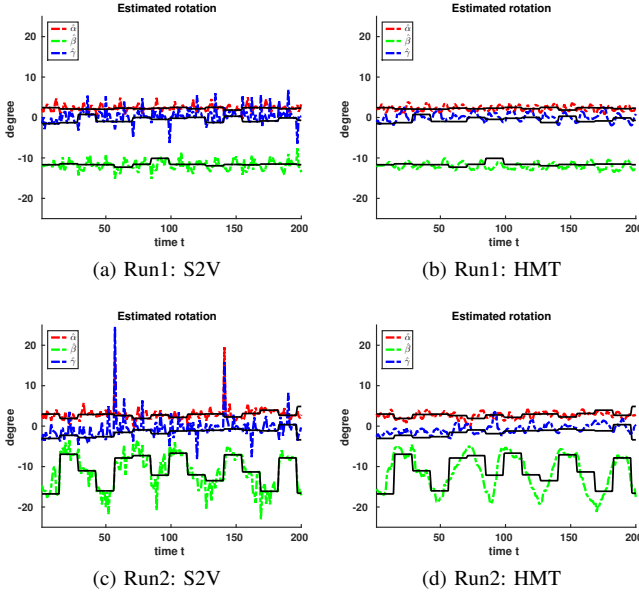 Estimated rotation
Estimated rotation
α̂
β̂
γ̂
α̂
β̂
γ̂
degree
20
10
0
-10
-20
50
100
150
200
time t
degree
20
10
0
-10
-20
50
100
150
200
time t
(a) Run1: S2V
(b) Run1: HMT
Estimated rotation
Estimated rotation
α̂
β̂
γ̂
α̂
β̂
γ̂
degree
20
10
0
-10
-20
50
100
150
200
time t
degree
20
10
0
-10
-20
50
100
150
200
time t
(c) Run2: S2V
(d) Run2: HMT